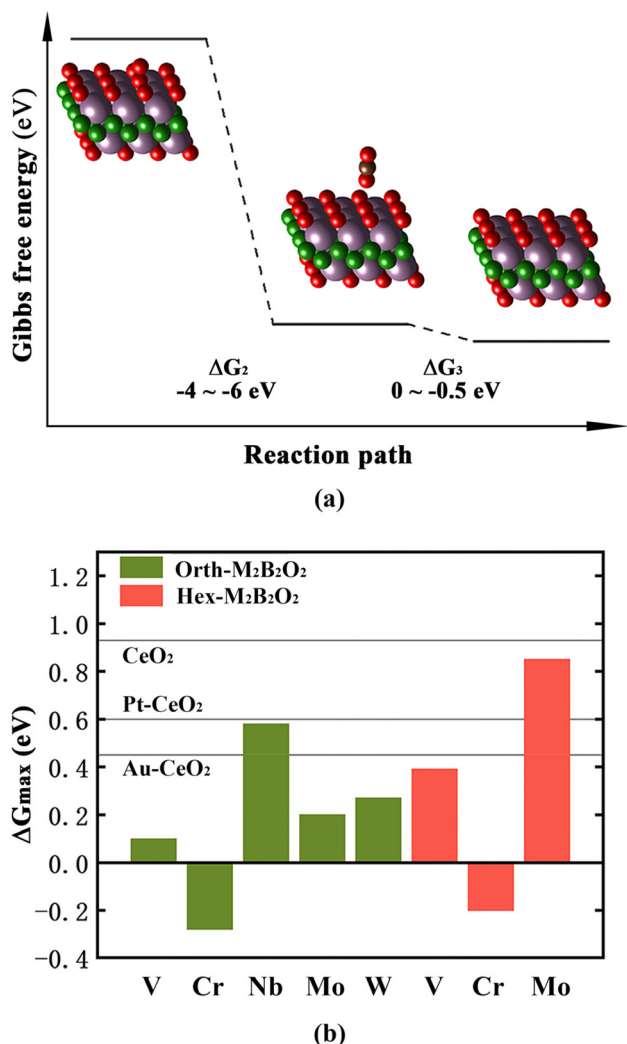 Gibbs free energy (eV)
ΔG₂
-4 ~ -6 eV
ΔG₃
0 ~ -0.5 eV
Reaction path
(a)
Orth-M₂B₂O₂
Hex-M₂B₂O₂
CeO₂
Pt-CeO₂
Au-CeO₂
ΔGmax (eV)
1.2
1.0
0.8
0.6
0.4
0.2
0.0
-0.2
-0.4
V Cr Nb Mo W V Cr Mo
(b)